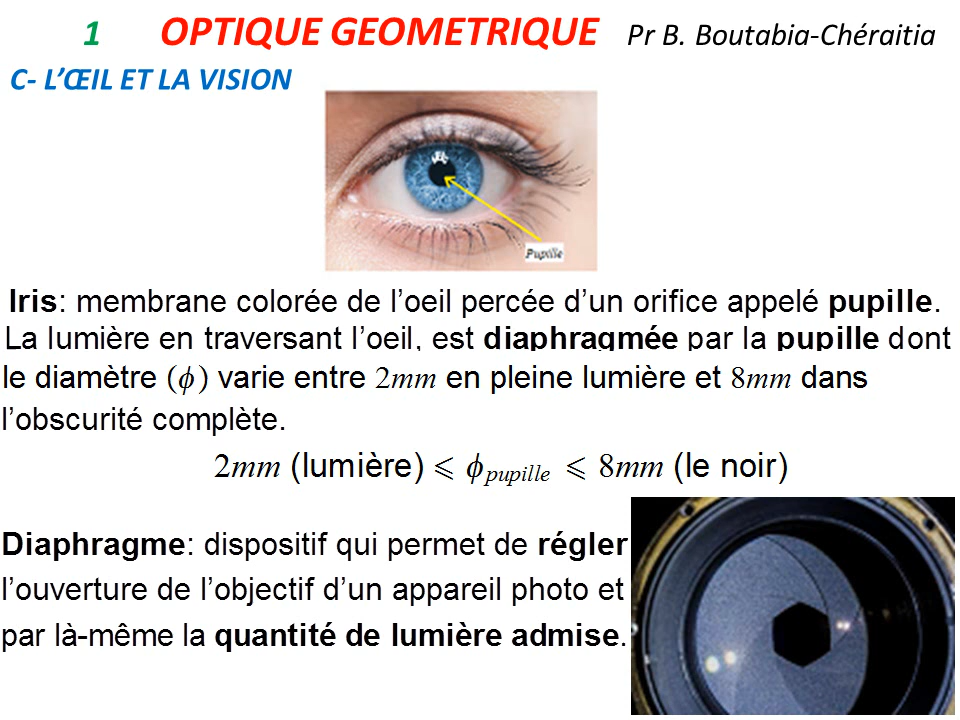 1 OPTIQUE GEOMETRIQUE Pr B. Boutabia-Chéraitia
C- L’ŒIL ET LA VISION
Pupille
Iris: membrane colorée de l’oeil percée d’un orifice appelé pupille.
La lumière en traversant l’oeil, est diaphragmée par la pupille dont
le diamètre (ϕ) varie entre 2mm en pleine lumière et 8mm dans
l’obscurité complète.
2mm (lumière) ⩽ ϕpupille ⩽ 8mm (le noir)
Diaphragme: dispositif qui permet de régler
l’ouverture de l’objectif d’un appareil photo et
par là-même la quantité de lumière admise.